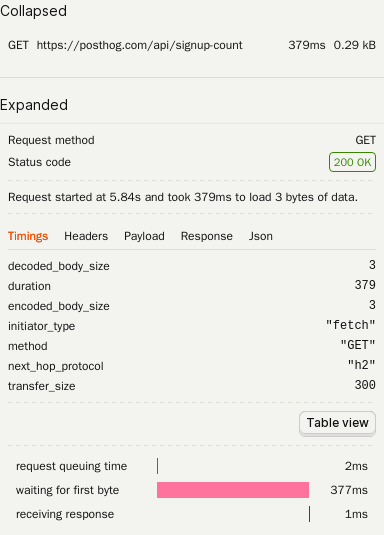 Collapsed
GET https://posthog.com/api/signup-count 379ms 0.29 kB
Expanded
Request method GET
Status code 200 OK
Request started at 5.84s and took 379ms to load 3 bytes of data.
Timings Headers Payload Response Json
decoded_body_size 3
duration 379
encoded_body_size 3
initiator_type "fetch"
method "GET"
next_hop_protocol "h2"
transfer_size 300
Table view
request queuing time 2ms
waiting for first byte 377ms
receiving response 1ms